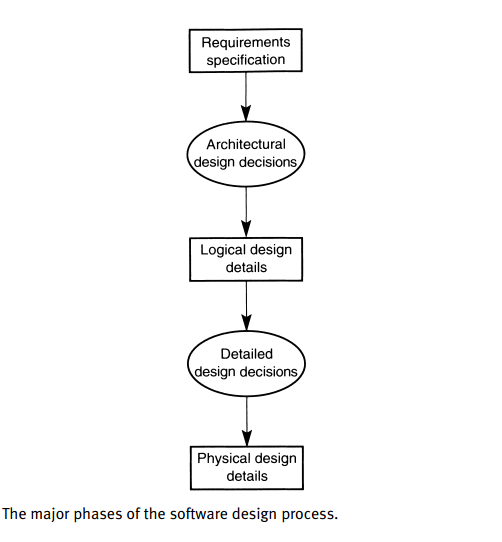 Requirements
specification
Architectural
design decisions
Logical design
details
Detailed
design decisions
Physical design
details
The major phases of the software design process.